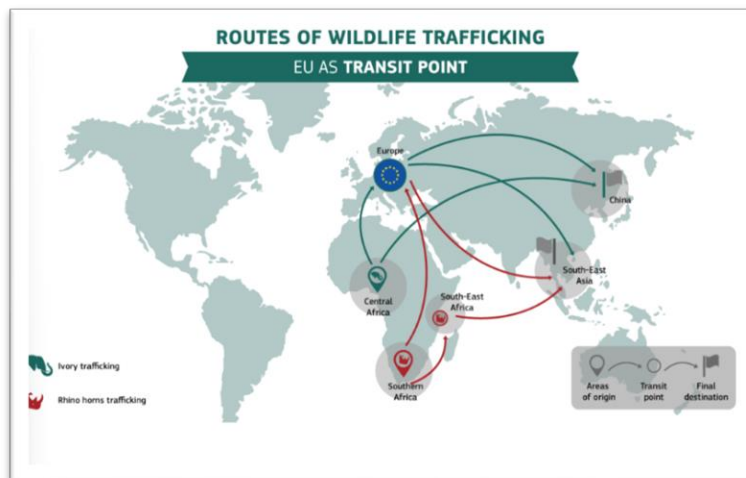 ROUTES OF WILDLIFE TRAFFICKING
EU AS TRANSIT POINT
Europe
China
South-East
Asia
Central
Africa
South-East
Africa
Southern
Africa
Ivory trafficking
Rhino horns trafficking
Areas
of origin
Transit
point
Final
destination